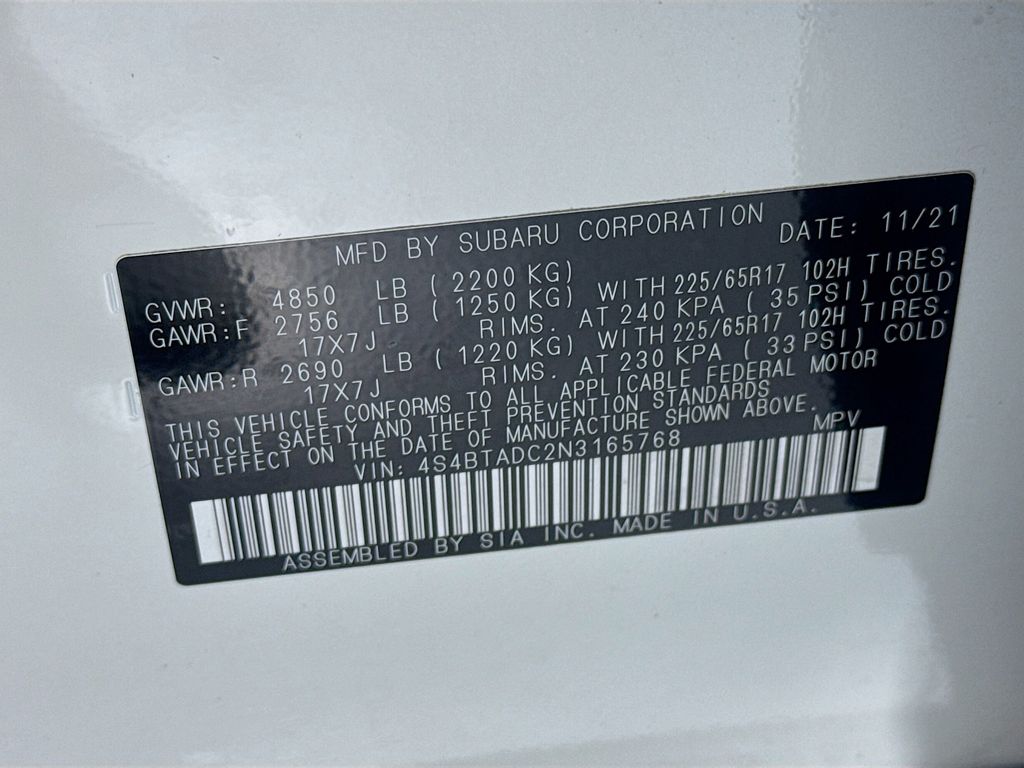 MFD BY SUBARU CORPORATION DATE: 11/21
GVWR: 4850 LB ( 2200 KG)
GAWR:F 2756 LB ( 1250 KG) WITH 225/65R17 102H TIRES.
17X7J RIMS. AT 240 KPA ( 35 PSI) COLD
GAWR:R 2690 LB ( 1220 KG) WITH 225/65R17 102H TIRES.
17X7J RIMS. AT 230 KPA ( 33 PSI) COLD
THIS VEHICLE CONFORMS TO ALL APPLICABLE FEDERAL MOTOR
VEHICLE SAFETY AND THEFT PREVENTION STANDARDS
IN EFFECT ON THE DATE OF MANUFACTURE SHOWN ABOVE.
VIN: 4S4BTADC2N3165768 MPV
ASSEMBLED BY SIA INC. MADE IN U.S.A.